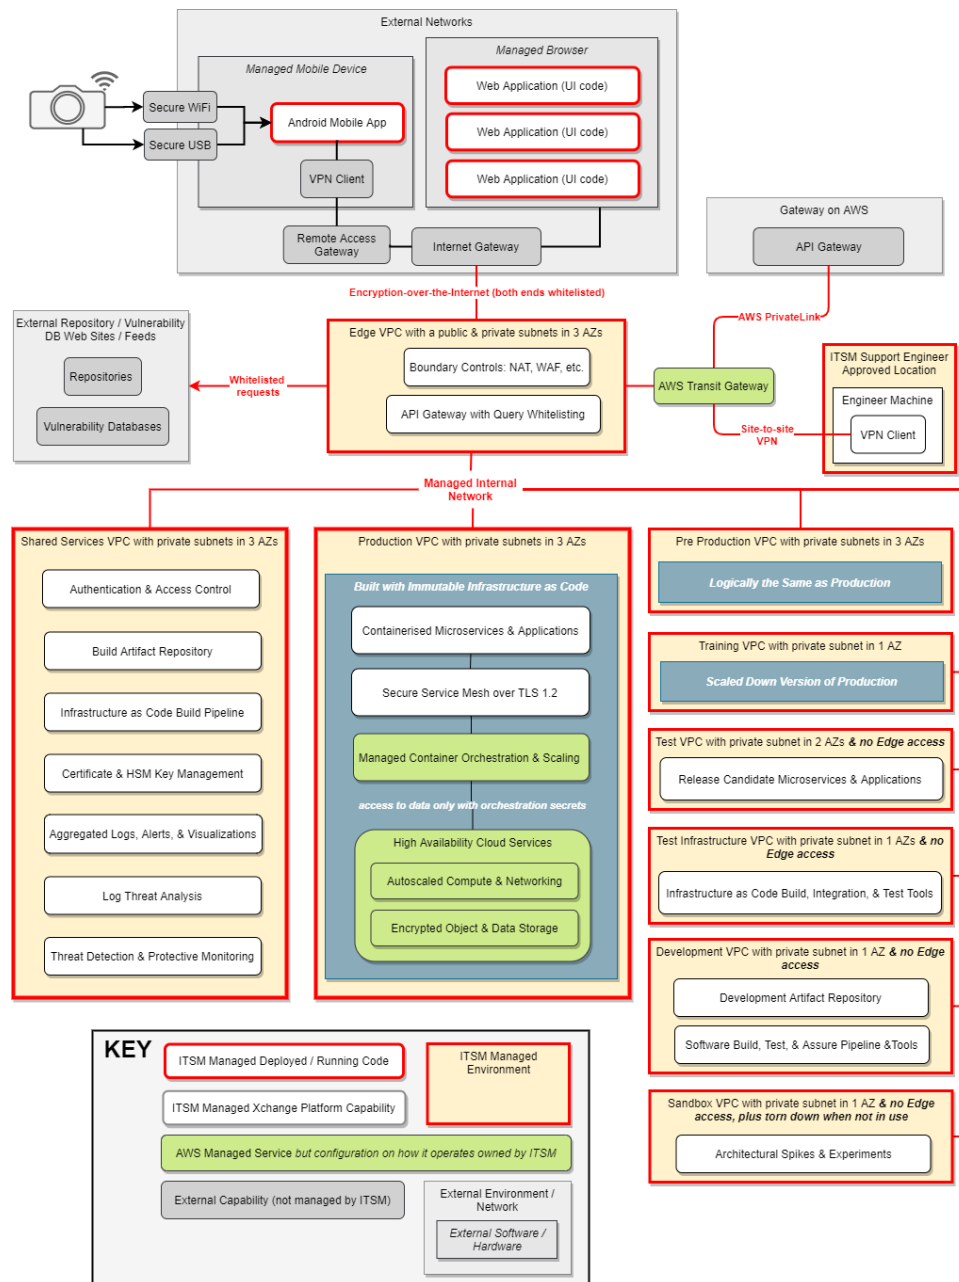 External Networks
Managed Mobile Device
Managed Browser
Secure WiFi
Secure USB
Android Mobile App
VPN Client
Web Application (UI code)
Web Application (UI code)
Web Application (UI code)
Remote Access
Gateway
Internet Gateway
Gateway on AWS
API Gateway
Encryption-over-the-Internet (both ends whitelisted)
AWS PrivateLink
External Repository / Vulnerability
DB Web Sites / Feeds
Repositories
Vulnerability Databases
Whitelisted
requests
Edge VPC with a public & private subnets in 3 AZs
Boundary Controls: NAT, WAF, etc.
API Gateway with Query Whitelisting
AWS Transit Gateway
Site-to-site
VPN
ITSM Support Engineer
Approved Location
Engineer Machine
VPN Client
Managed Internal
Network
Shared Services VPC with private subnets in 3 AZs
Authentication & Access Control
Build Artifact Repository
Infrastructure as Code Build Pipeline
Certificate & HSM Key Management
Aggregated Logs, Alerts, & Visualizations
Log Threat Analysis
Threat Detection & Protective Monitoring
Production VPC with private subnets in 3 AZs
Built with Immutable Infrastructure as Code
Containerised Microservices & Applications
Secure Service Mesh over TLS 1.2
Managed Container Orchestration & Scaling
access to data only with orchestration secrets
High Availability Cloud Services
Autoscaled Compute & Networking
Encrypted Object & Data Storage
Pre Production VPC with private subnets in 3 AZs
Logically the Same as Production
Training VPC with private subnet in 1 AZ
Scaled Down Version of Production
Test VPC with private subnet in 2 AZs & no Edge access
Release Candidate Microservices & Applications
Test Infrastructure VPC with private subnet in 1 AZs & no
Edge access
Infrastructure as Code Build, Integration, & Test Tools
Development VPC with private subnet in 1 AZ & no Edge
access
Development Artifact Repository
Software Build, Test, & Assure Pipeline &Tools
Sandbox VPC with private subnet in 1 AZ & no Edge
access, plus torn down when not in use
Architectural Spikes & Experiments
KEY
ITSM Managed Deployed / Running Code
ITSM Managed Xchange Platform Capability
AWS Managed Service but configuration on how it operates owned by ITSM
External Capability (not managed by ITSM)
ITSM Managed
Environment
External Environment /
Network
External Software /
Hardware